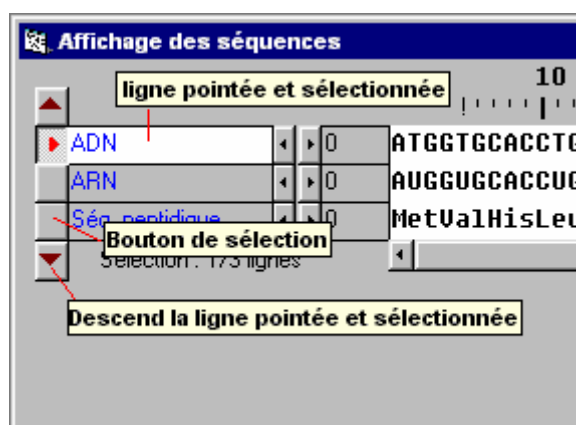 Affichage des séquences
ligne pointée et sélectionnée
10
ADN 0 ATGGTGCACCTG
ARN 0 AUGGUGCACCUG
Séq. peptidique 0 MetValHisLeu
Bouton de sélection
Sélection : 1/3 lignes
Descend la ligne pointée et sélectionnée